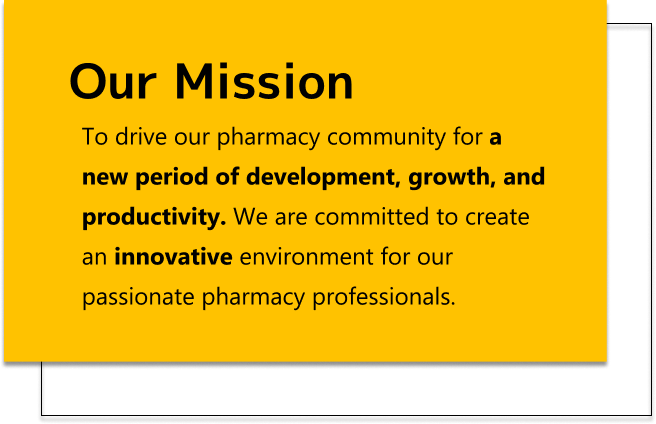 Our Mission
To drive our pharmacy community for a
new period of development, growth, and
productivity. We are committed to create
an innovative environment for our
passionate pharmacy professionals.